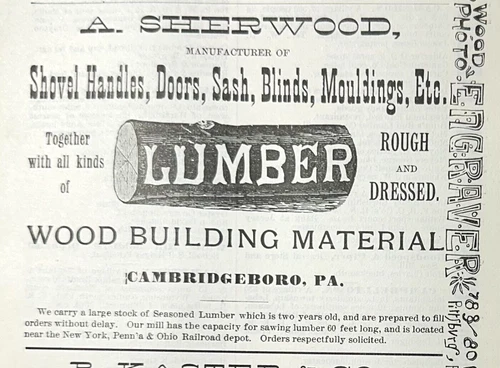 A. SHERWOOD,
MANUFACTURER OF
Shovel Handles, Doors, Sash, Blinds, Mouldings, Etc.
Together
with all kinds
of
LUMBER
ROUGH
AND
DRESSED.
WOOD BUILDING MATERIAL
CAMBRIDGEBORO, PA.
We carry a large stock of Seasoned Lumber which is two years old, and are prepared to fill
orders without delay. Our mill has the capacity for sawing lumber 60 feet long, and is located
near the New York, Penn'a & Ohio Railroad depot. Orders respectfully solicited.
WOOD
PHOTO
ENGRAVER
Pittsburg,